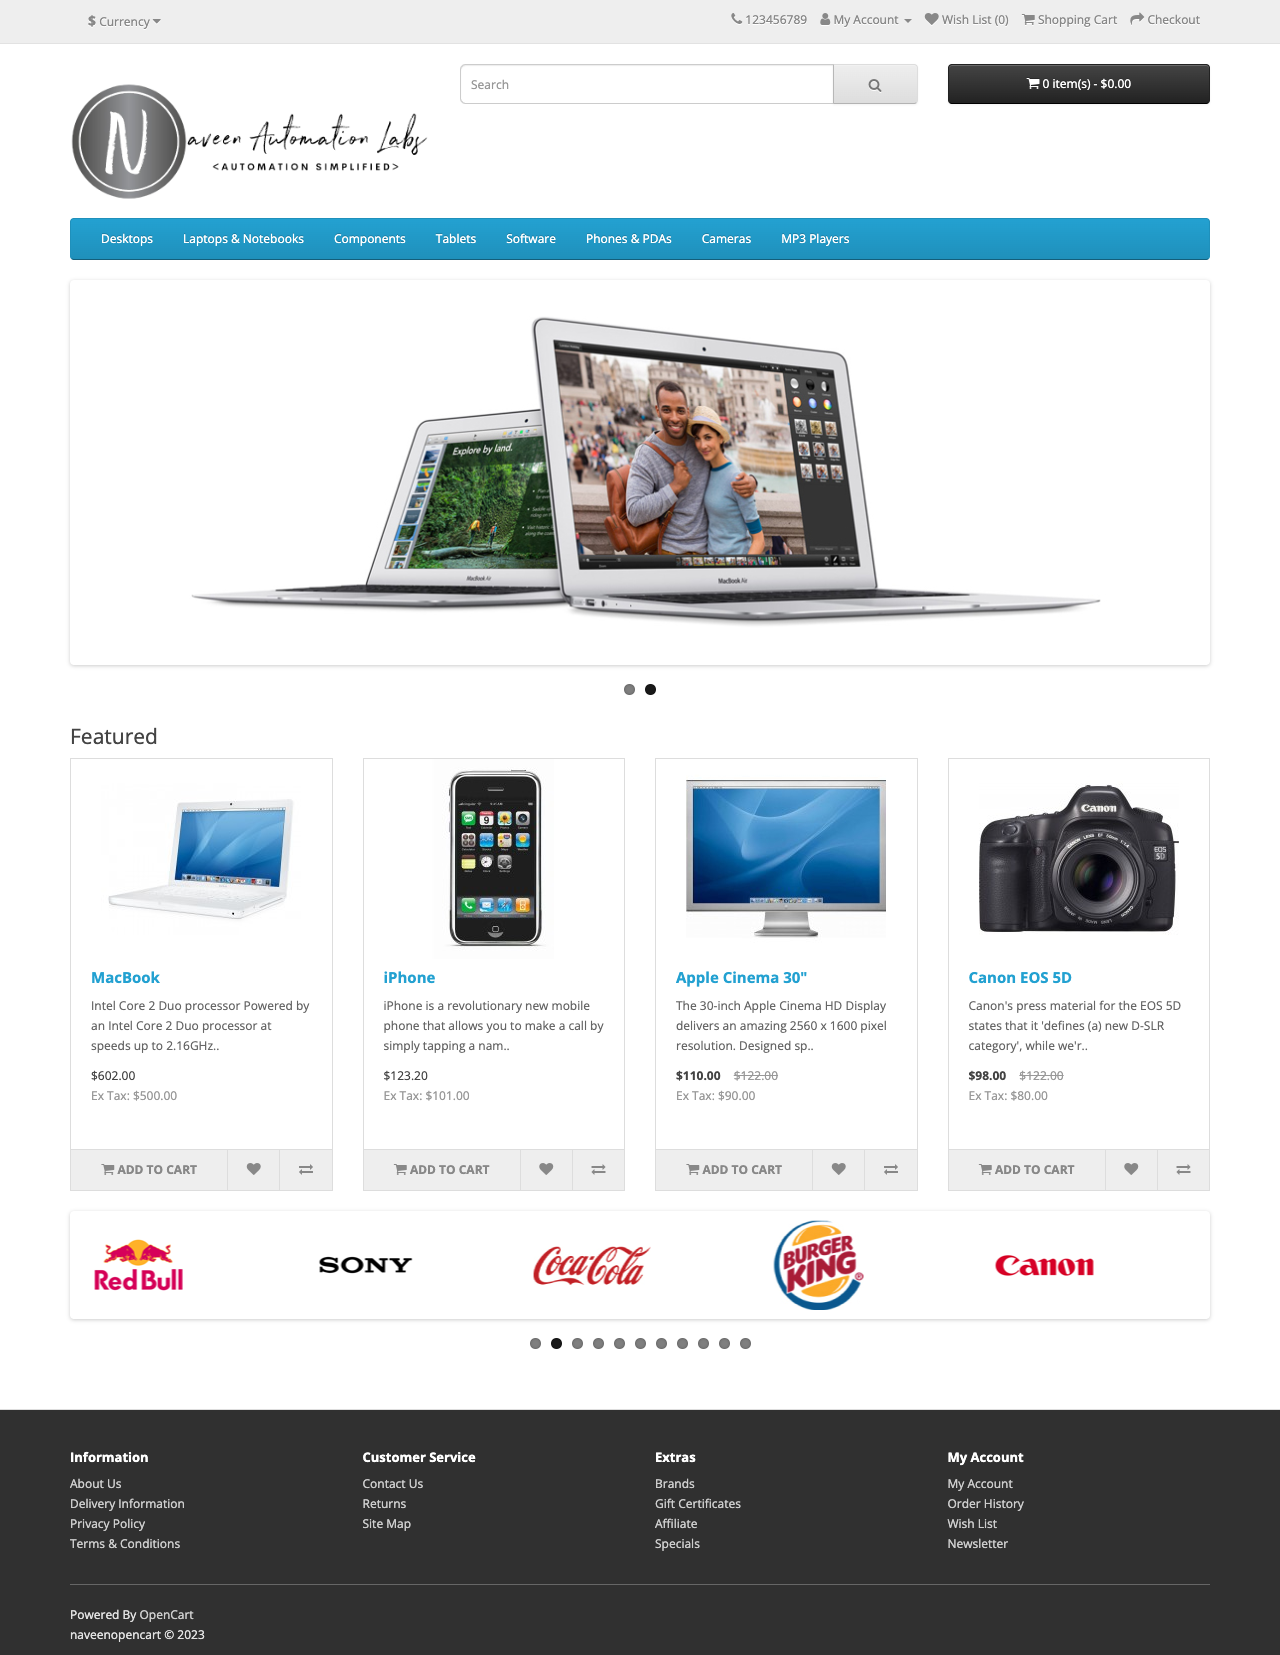 $ Currency
123456789 My Account Wish List (0) Shopping Cart Checkout
Search
0 item(s) - $0.00
N
aveen Automation Labs
<AUTOMATION SIMPLIFIED>
Desktops Laptops & Notebooks Components Tablets Software Phones & PDAs Cameras MP3 Players
Explore by land.
MacBook Air
MacBook Air
Featured
Canon
EOS
5D
MacBook
Intel Core 2 Duo processor Powered by
an Intel Core 2 Duo processor at
speeds up to 2.16GHz..
$602.00
Ex Tax: $500.00
ADD TO CART
iPhone
iPhone is a revolutionary new mobile
phone that allows you to make a call by
simply tapping a nam..
$123.20
Ex Tax: $101.00
ADD TO CART
Apple Cinema 30"
The 30-inch Apple Cinema HD Display
delivers an amazing 2560 x 1600 pixel
resolution. Designed sp..
$110.00 $122.00
Ex Tax: $90.00
ADD TO CART
Canon EOS 5D
Canon's press material for the EOS 5D
states that it 'defines (a) new D-SLR
category', while we'r..
$98.00 $122.00
Ex Tax: $80.00
ADD TO CART
Red Bull
SONY
Coca-Cola
BURGER
KING
Canon
Information
About Us
Delivery Information
Privacy Policy
Terms & Conditions
Customer Service
Contact Us
Returns
Site Map
Extras
Brands
Gift Certificates
Affiliate
Specials
My Account
My Account
Order History
Wish List
Newsletter
Powered By OpenCart
naveenopencart © 2023